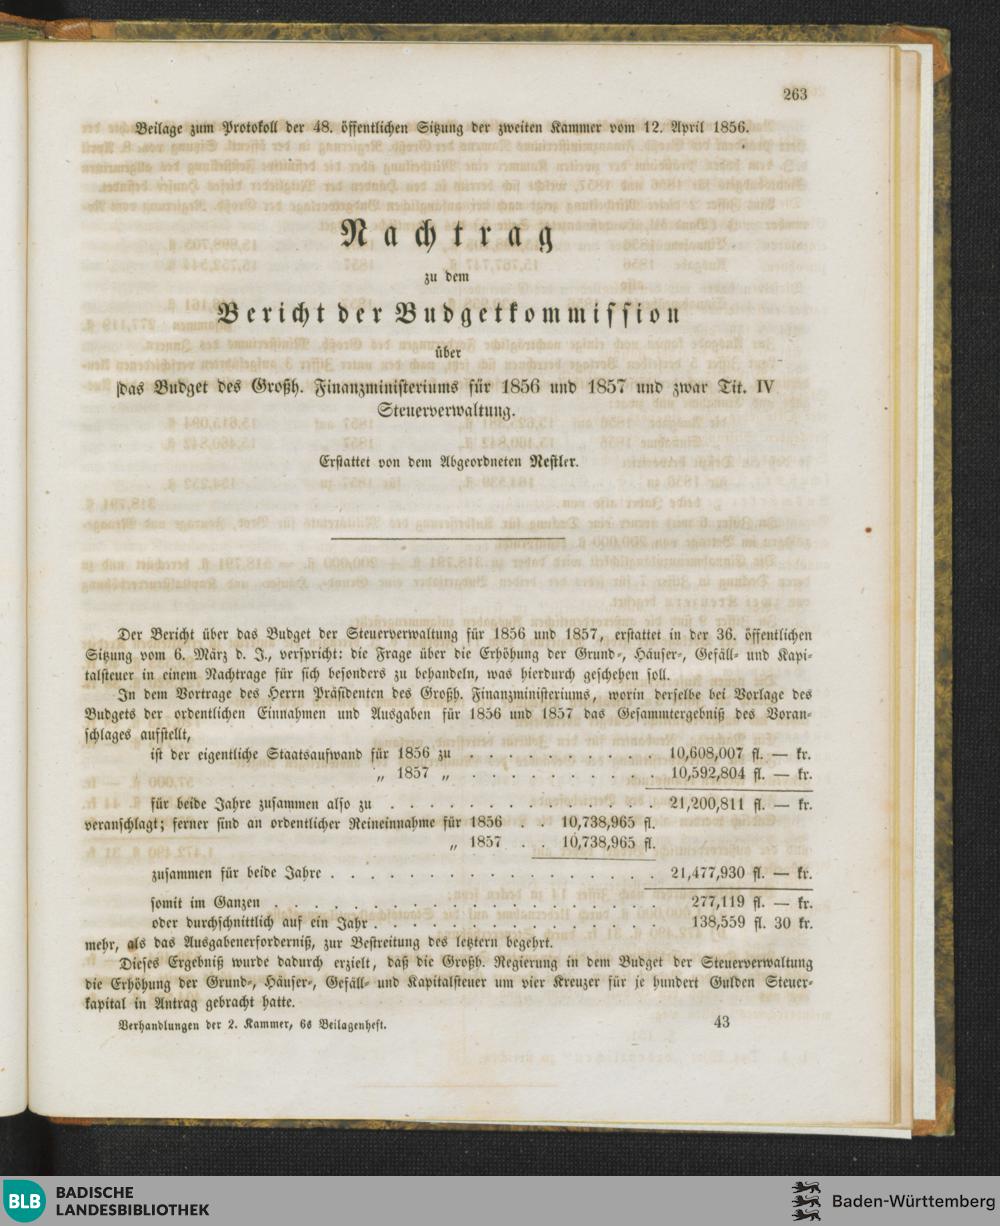 263
Beilage zum Protokoll der 48. öffentlichen Sitzung der zweiten Kammer vom 12. April 1856.
Nachtrag
zu dem
Bericht der Budgetkommission
über
das Budget des Großh. Finanzministeriums für 1856 und 1857 und zwar Tit. IV
Steuerverwaltung.
Erstattet von dem Abgeordneten Nestler.
Der Bericht über das Budget der Steuerverwaltung für 1856 und 1857, erstattet in der 36. öffentlichen
Sitzung vom 6. März d. J., verspricht: die Frage über die Erhöhung der Grund-, Häuser-, Gefäll- und Kapi-
talsteuer in einem Nachtrage für sich besonders zu behandeln, was hierdurch geschehen soll.
In dem Vortrage des Herrn Präsidenten des Großh. Finanzministeriums, worin derselbe bei Vorlage des
Budgets der ordentlichen Einnahmen und Ausgaben für 1856 und 1857 das Gesammtergebniß des Voran-
schlages aufstellt,
ist der eigentliche Staatsaufwand für 1856 zu . . . . . . . . 10,608,007 fl. — kr.
„ 1857 „ . . . . . . . . . 10,592,804 fl. — kr.
für beide Jahre zusammen also zu . . . . . . . . . . . . 21,200,811 fl. — kr.
veranschlagt; ferner sind an ordentlicher Reineinnahme für 1856 . . 10,738,965 fl.
„ 1857 . . 10,738,965 fl.
zusammen für beide Jahre . . . . . . . . . . . . . . . 21,477,930 fl. — kr.
somit im Ganzen . . . . . . . . . . . . . . . . . . 277,119 fl. — kr.
oder durchschnittlich auf ein Jahr . . . . . . . . . . . . . 138,559 fl. 30 kr.
mehr, als das Ausgabenerforderniß, zur Bestreitung des letztern begehrt.
Dieses Ergebniß wurde dadurch erzielt, daß die Großh. Regierung in dem Budget der Steuerverwaltung
die Erhöhung der Grund-, Häuser-, Gefäll- und Kapitalsteuer um vier Kreuzer für je hundert Gulden Steuer-
kapital in Antrag gebracht hatte.
Verhandlungen der 2. Kammer, 6s Beilagenheft. 43
BLB BADISCHE
LANDESBIBLIOTHEK
Baden-Württemberg